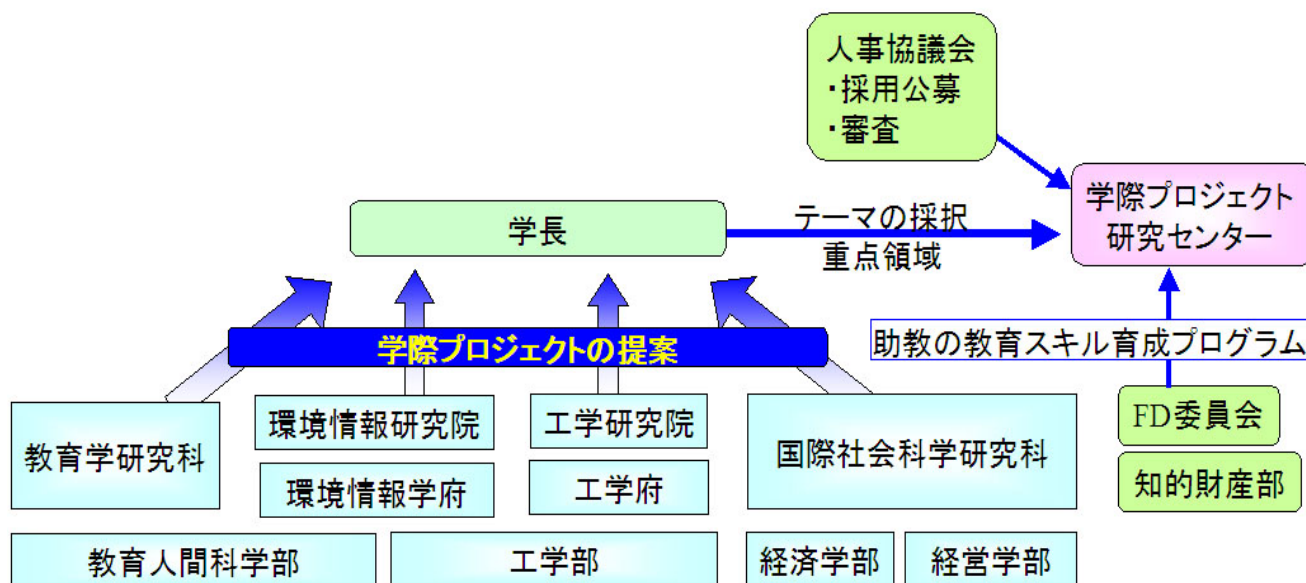 人事協議会
・採用公募
・審査
学際プロジェクト
研究センター
学長
テーマの採択
重点領域
学際プロジェクトの提案
助教の教育スキル育成プログラム
教育学研究科
環境情報研究院
環境情報学府
工学研究院
工学府
国際社会科学研究科
FD委員会
知的財産部
教育人間科学部
工学部
経済学部
経営学部